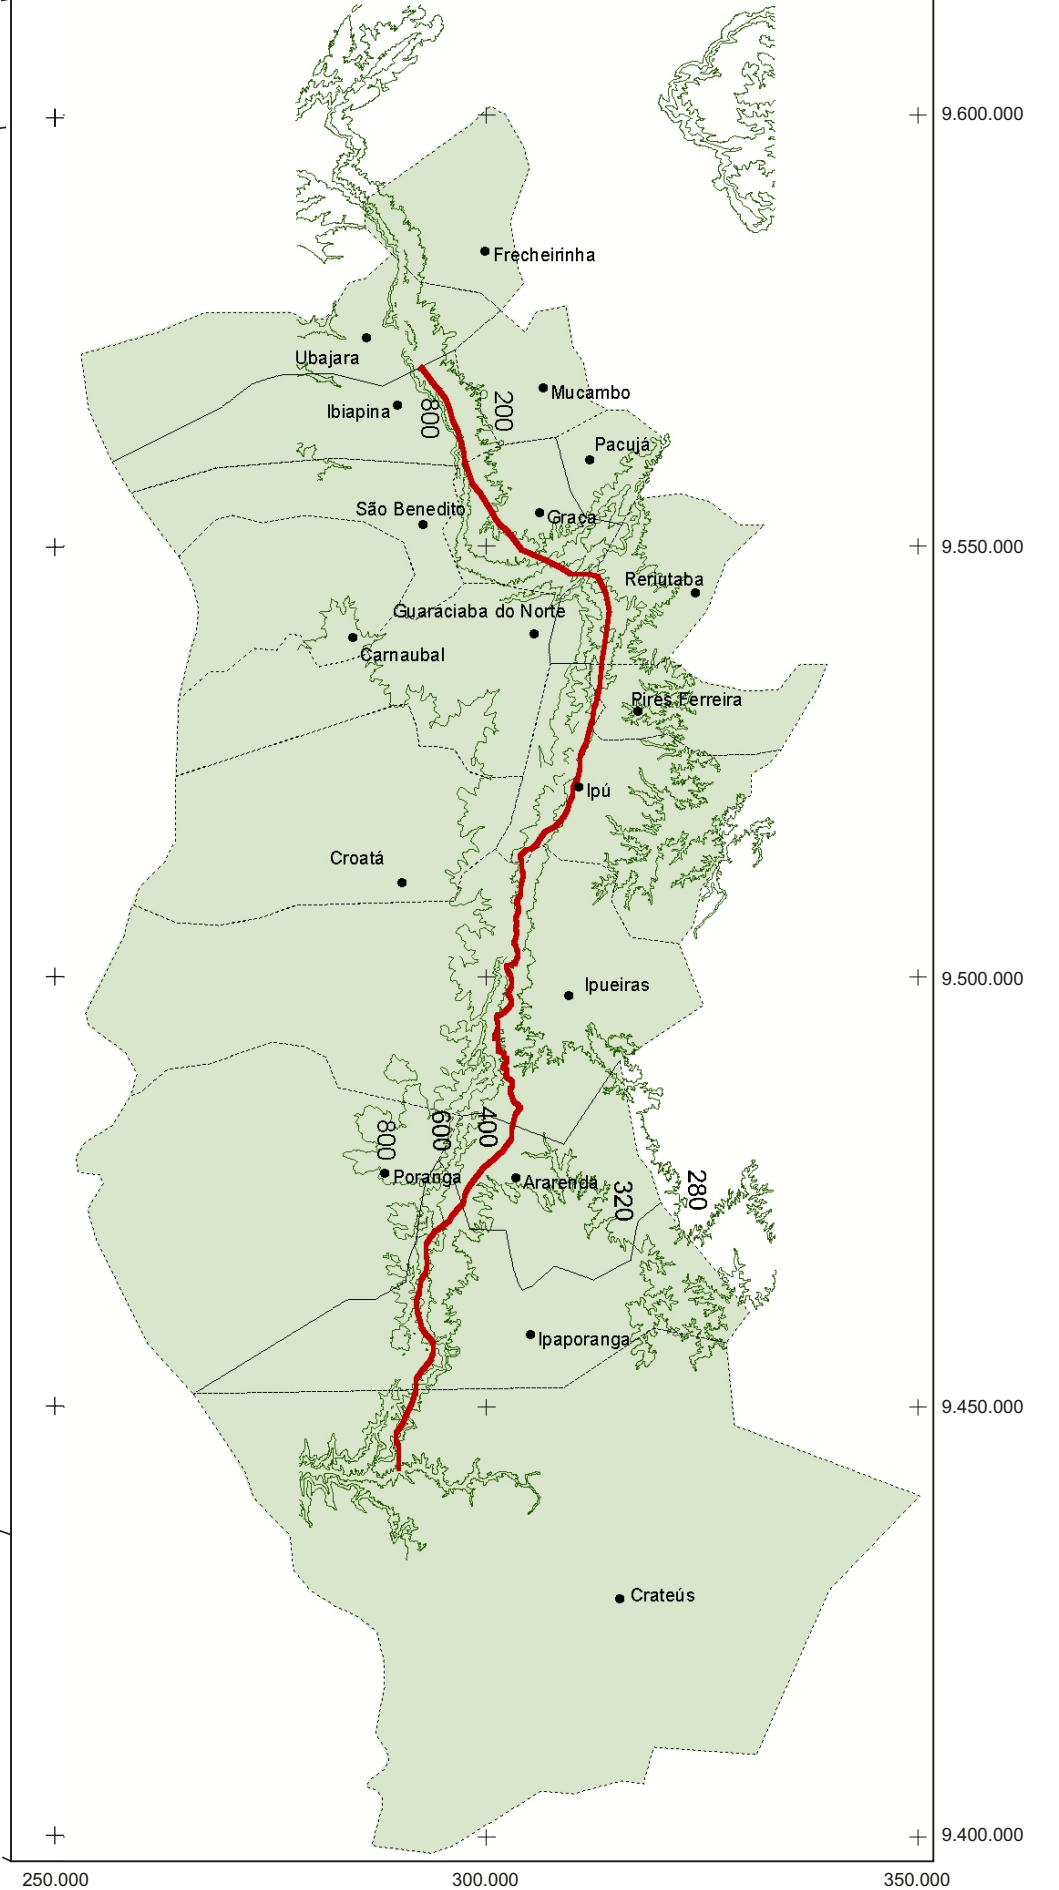 9.600.000
Frecheirinha
Ubajara
Mucambo
Ibiapina
800
200
Pacujá
São Benedito
Graça
9.550.000
Reriutaba
Guaraciaba do Norte
Carnaubal
Pires Ferreira
Ipú
Croatá
9.500.000
Ipueiras
800
600
400
Poranga
Ararendá
320
280
Ipaporanga
9.450.000
Crateús
9.400.000
250.000
300.000
350.000